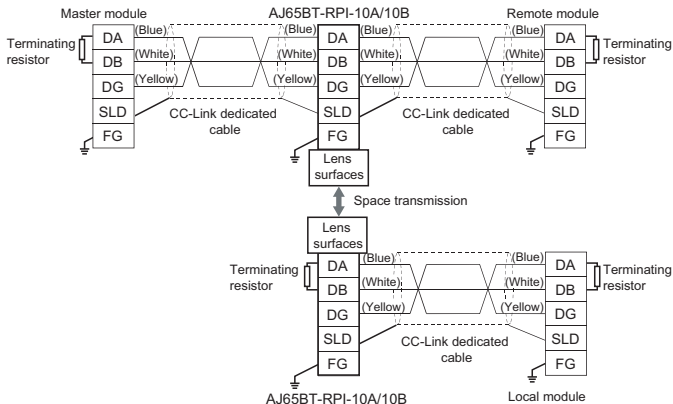 Master module
AJ65BT-RPI-10A/10B
Remote module
Terminating
resistor
DA
DB
DG
SLD
FG
(Blue)
(White)
(Yellow)
(Blue)
(White)
(Yellow)
CC-Link dedicated
cable
DA
DB
DG
SLD
FG
(Blue)
(White)
(Yellow)
(Blue)
(White)
(Yellow)
CC-Link dedicated
cable
DA
DB
DG
SLD
FG
Terminating
resistor
Lens
surfaces
Space transmission
Lens
surfaces
Terminating
resistor
DA
DB
DG
SLD
FG
(Blue)
(White)
(Yellow)
(Blue)
(White)
(Yellow)
CC-Link dedicated
cable
DA
DB
DG
SLD
FG
Terminating
resistor
AJ65BT-RPI-10A/10B
Local module